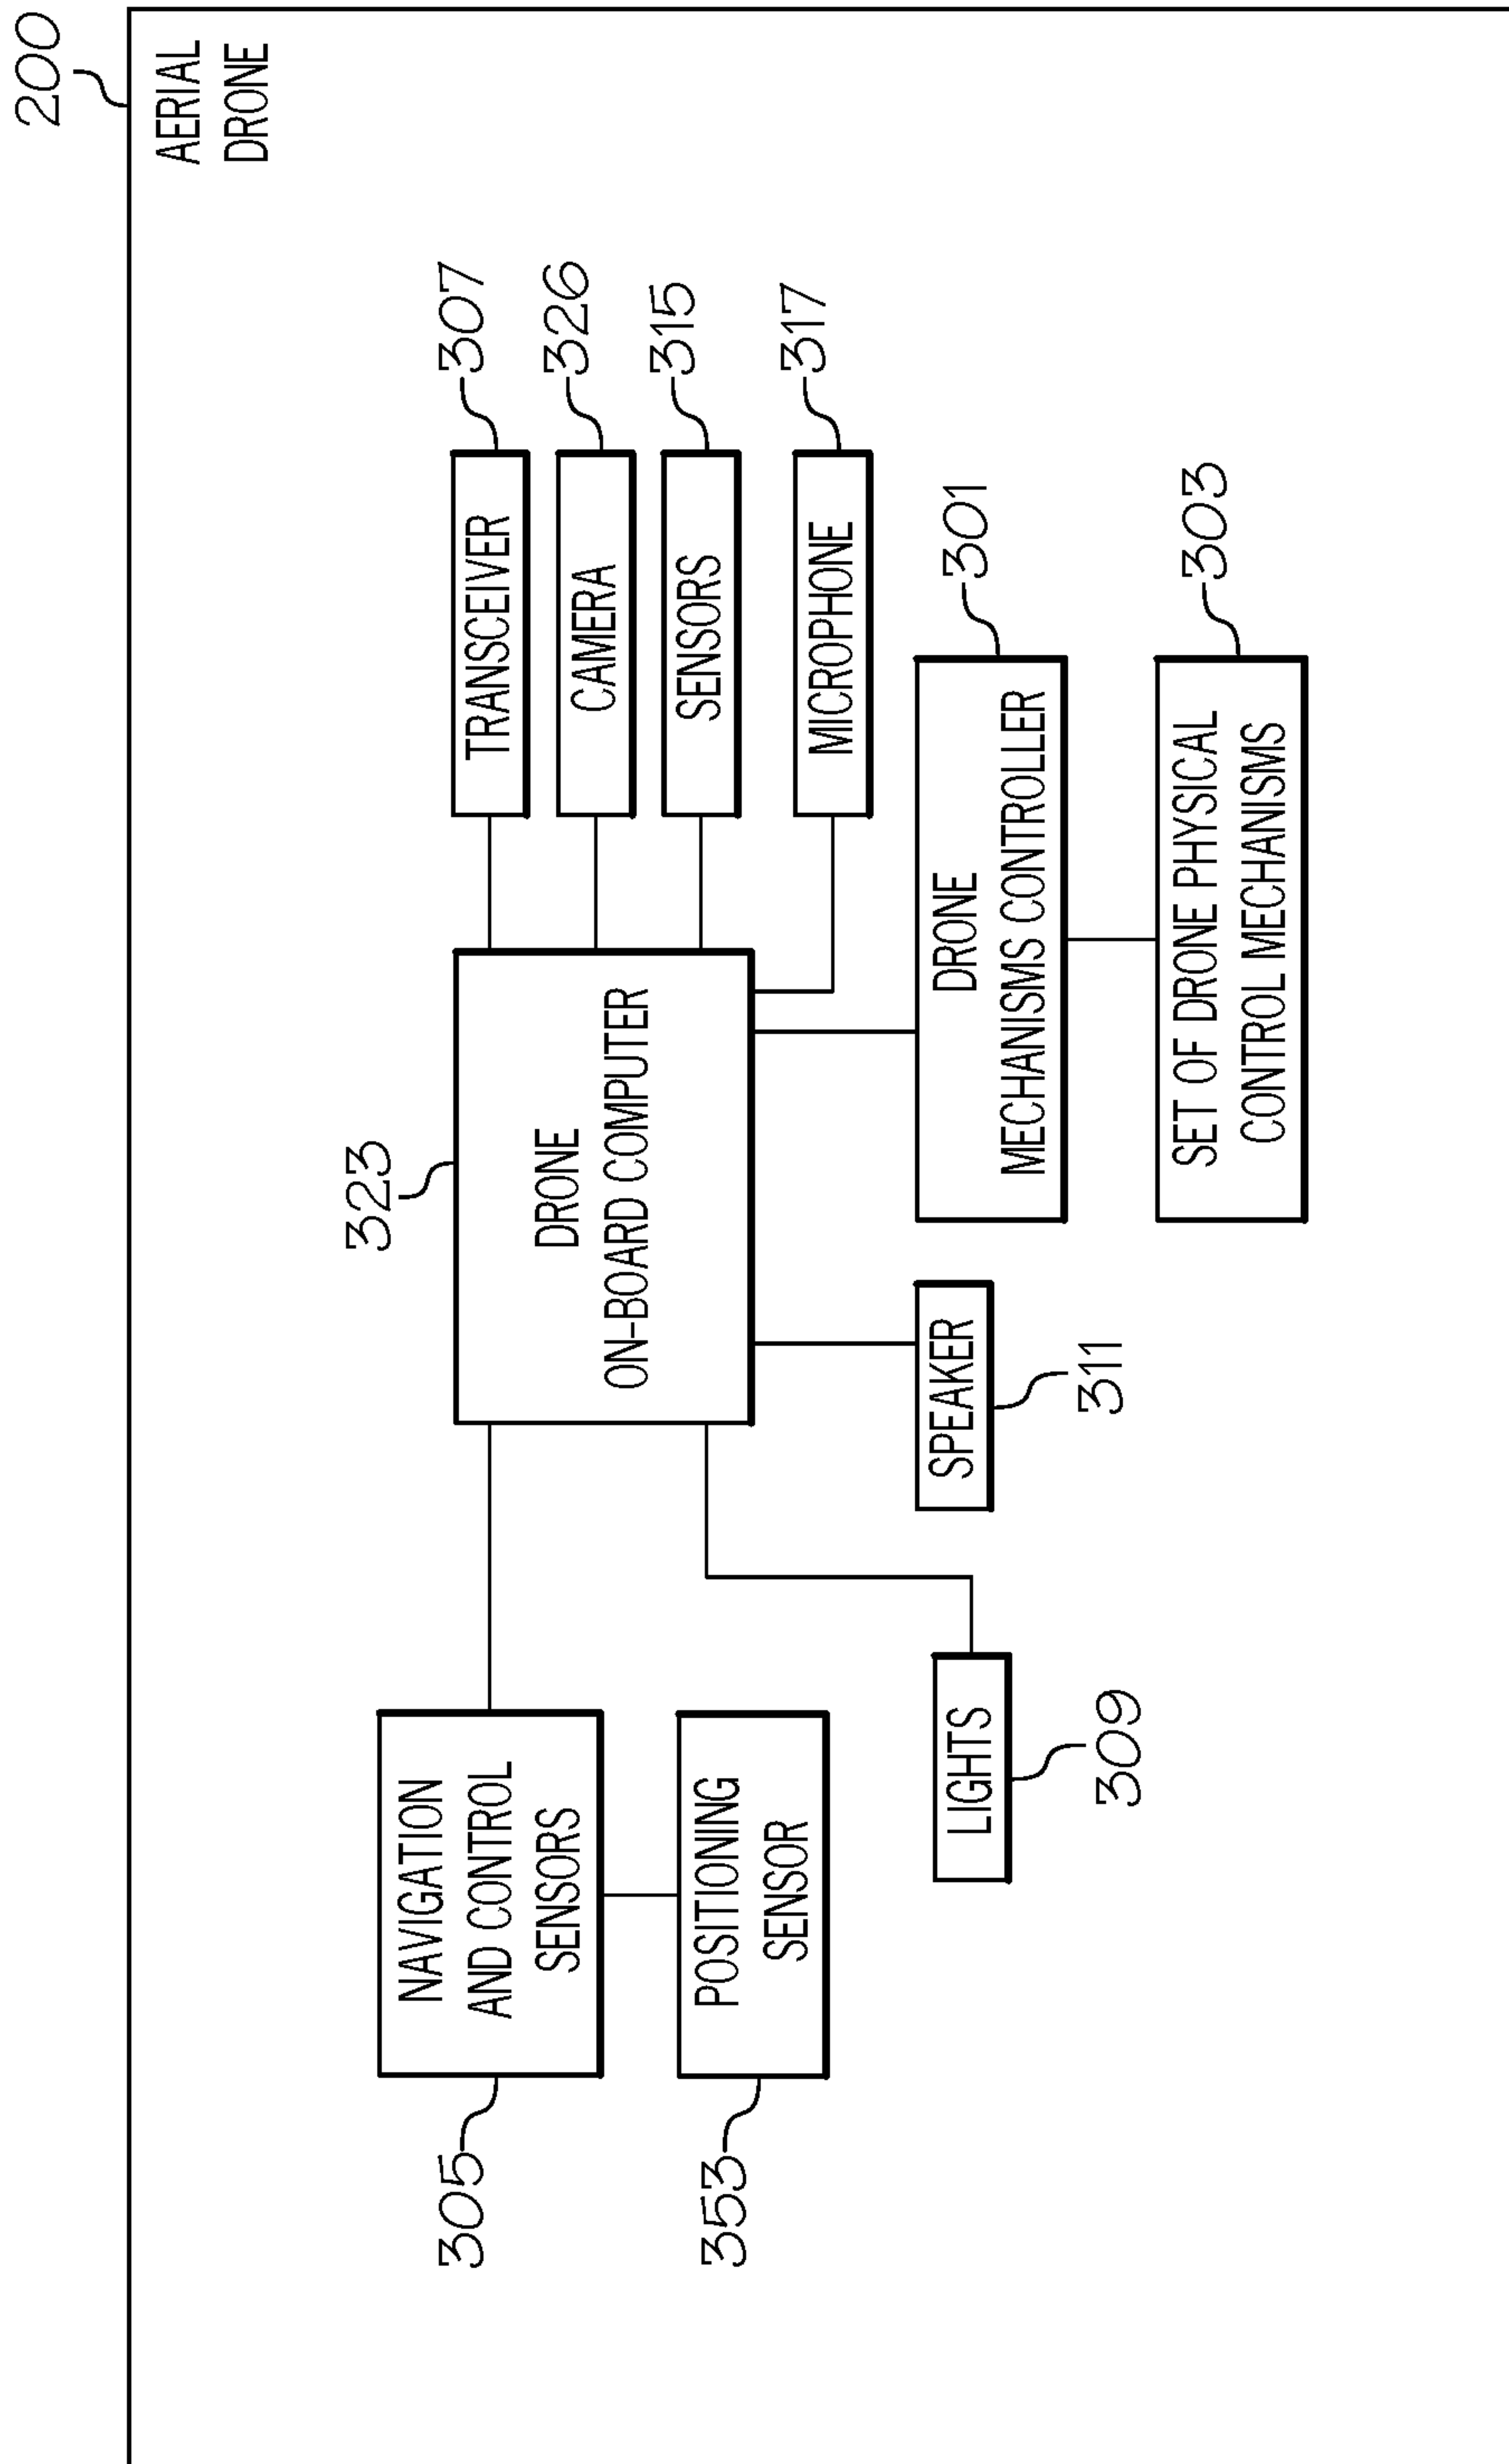 200
AERIAL
DRONE
323
307
TRANSCEIVER
326
CAMERA
315
SENSORS
317
MICROPHONE
DRONE
ON-BOARD COMPUTER
NAVIGATION
AND CONTROL
SENSORS
305
POSITIONING
SENSOR
353
LIGHTS
309
SPEAKER
311
DRONE
MECHANISMS CONTROLLER
301
SET OF DRONE PHYSICAL
CONTROL MECHANISMS
303